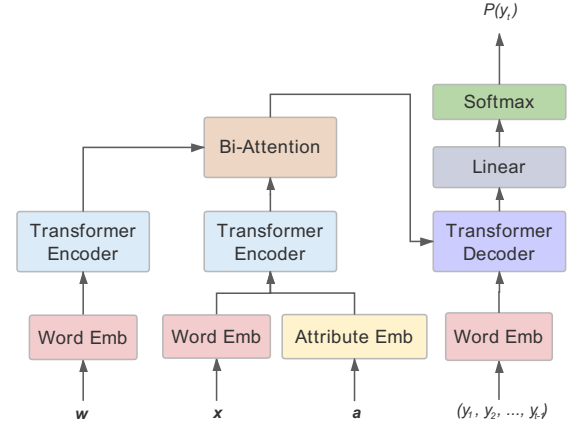 P(y_t)
Softmax
Bi-Attention
Linear
Transformer
Encoder
Transformer
Encoder
Transformer
Decoder
Word Emb
Word Emb
Attribute Emb
Word Emb
w
x
a
(y_1, y_2, ..., y_{t-1})